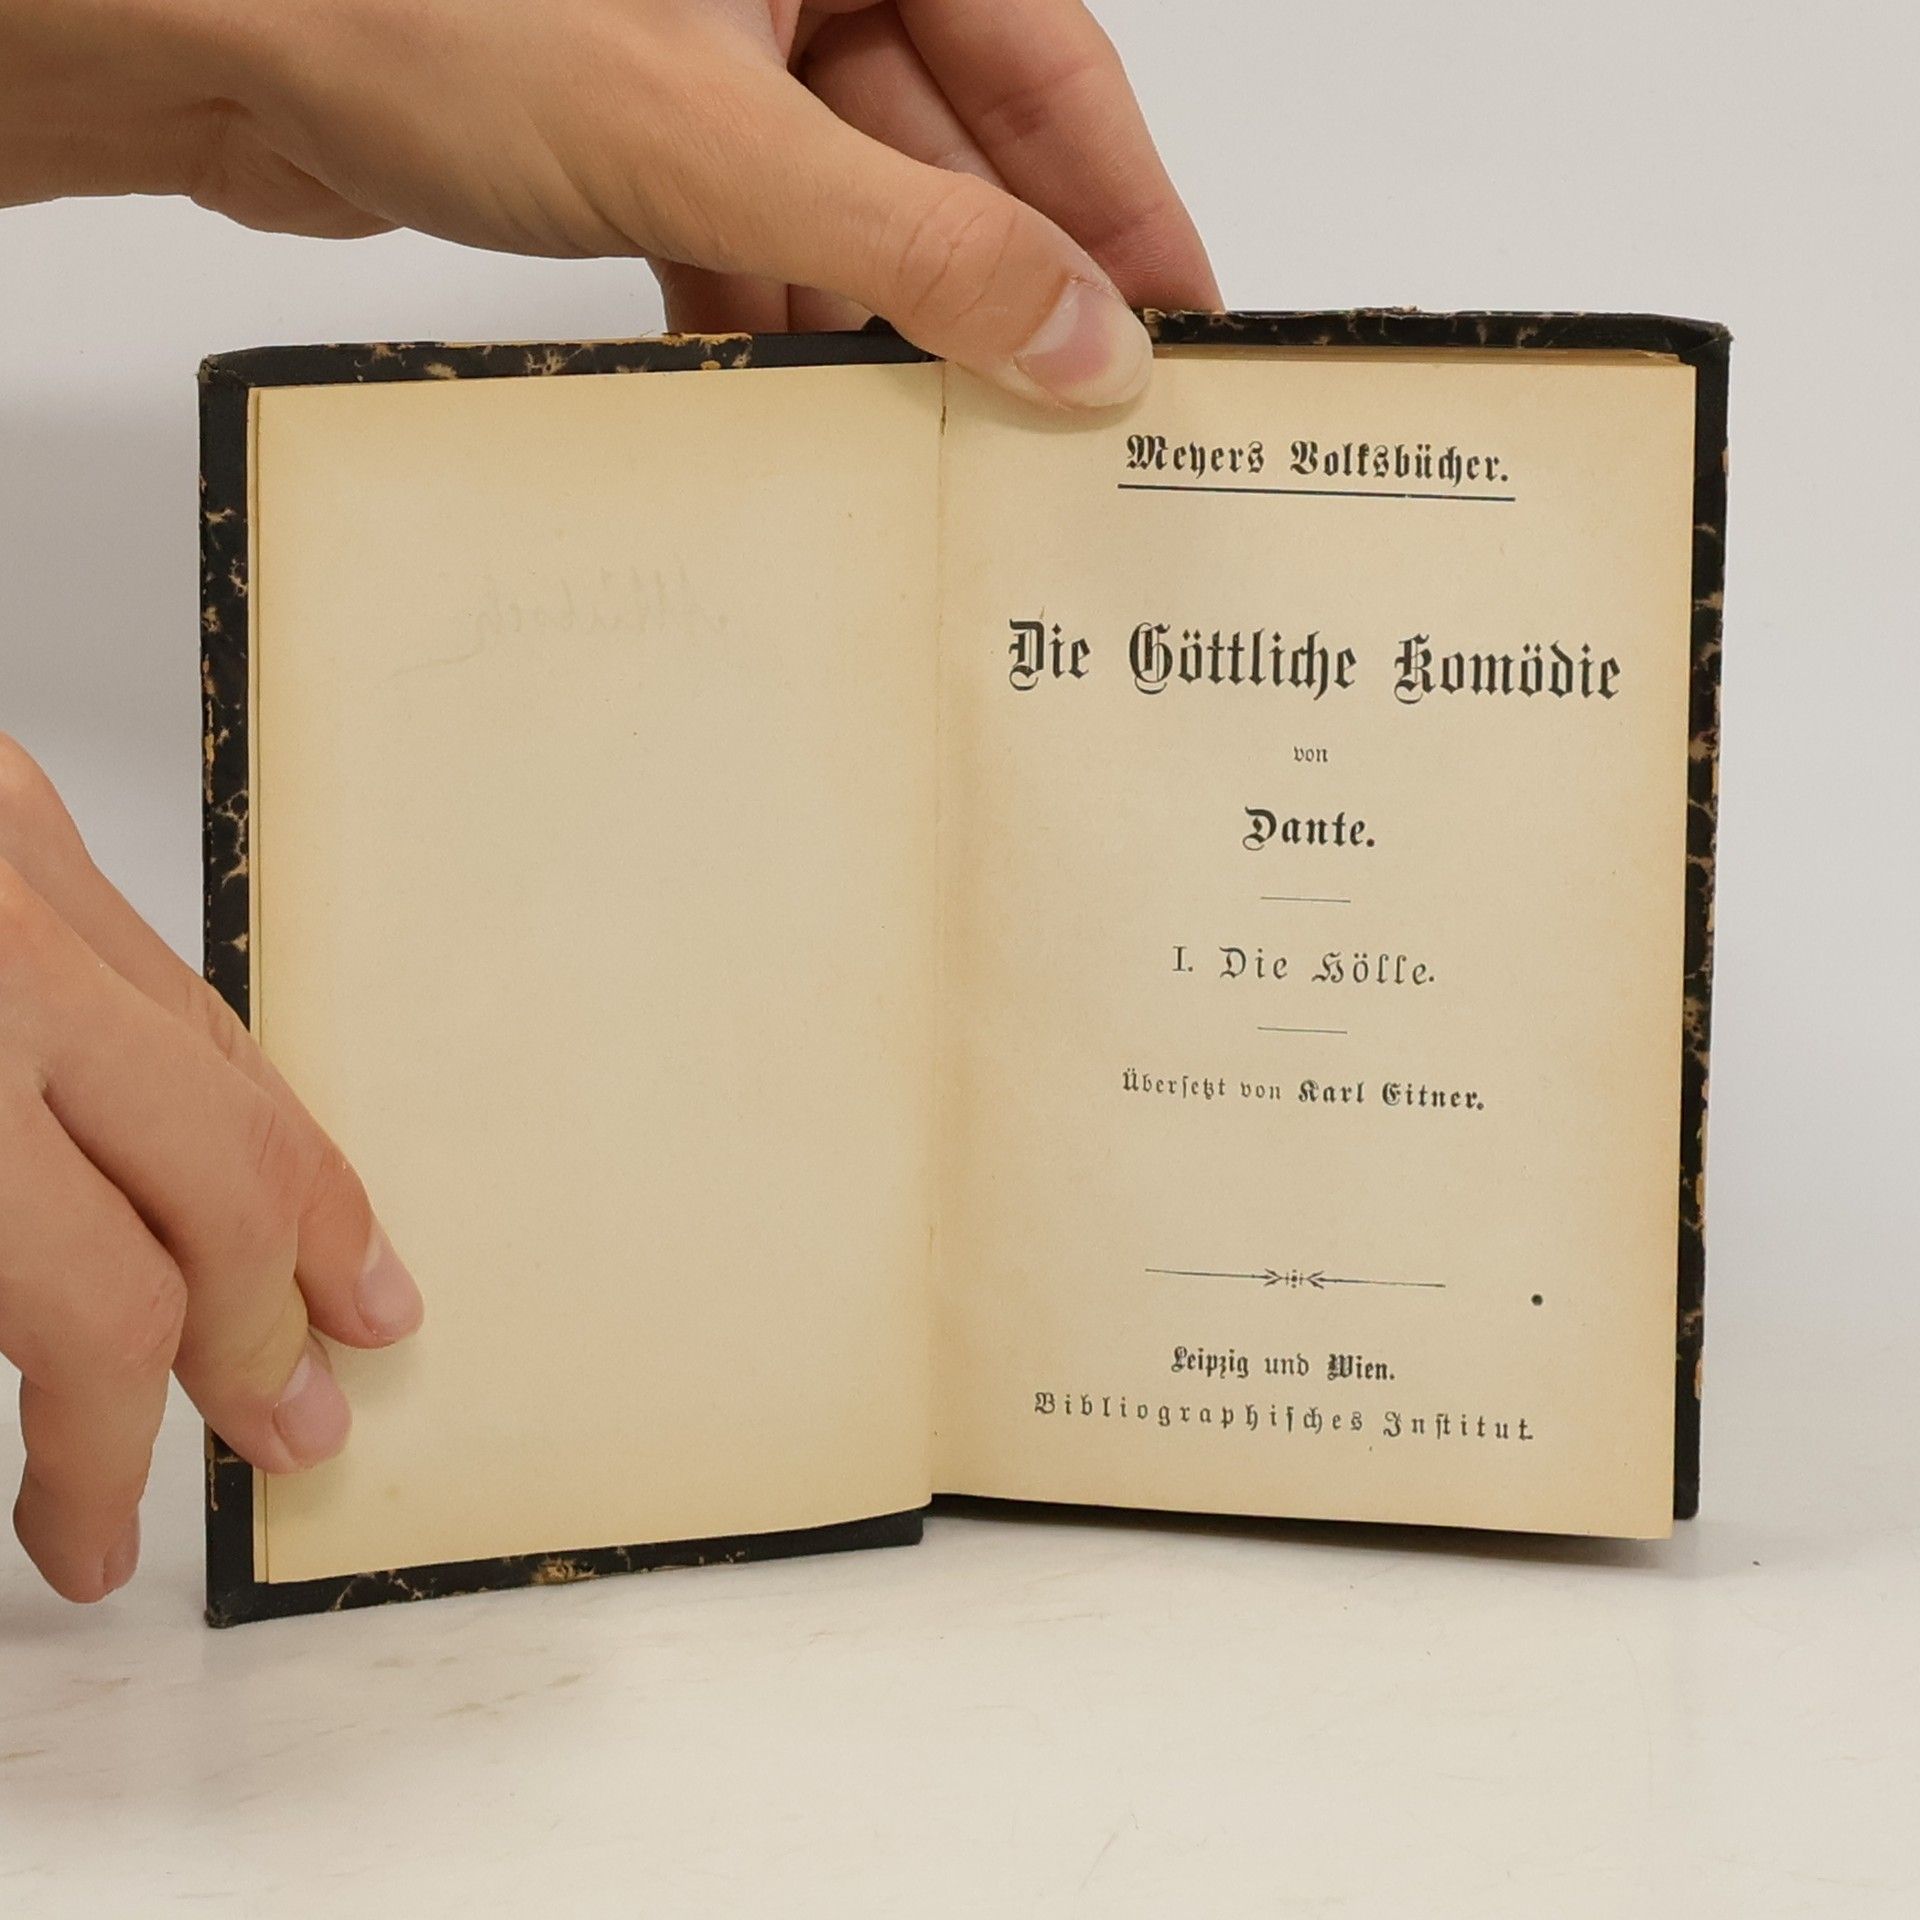 Meyers Volksbücher.
Die Göttliche Komödie
von
Dante.
I. Die Hölle.
Überſetzt von Karl Eitner.
Leipzig und Wien.
Bibliographiſches Inſtitut.